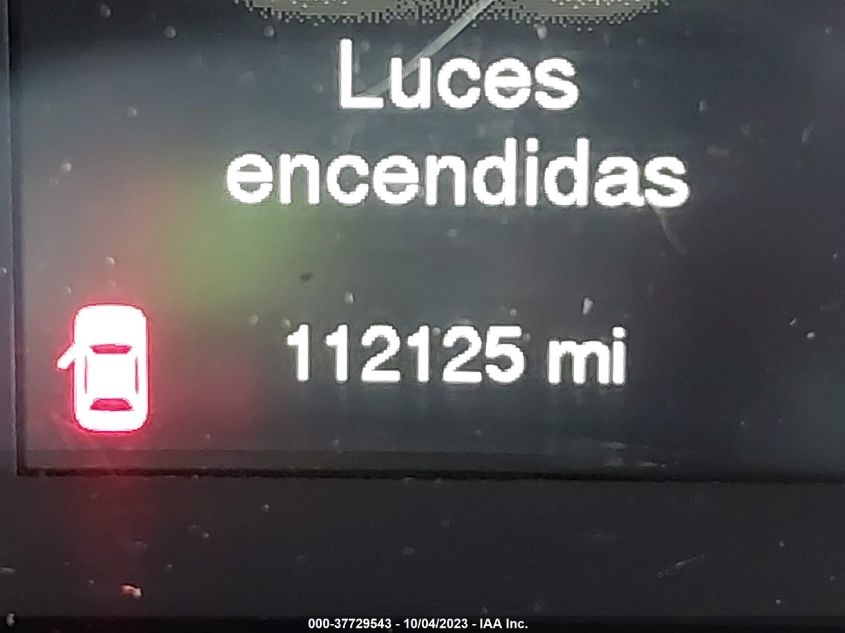 Luces
encendidas
112125 mi
000-37729543 - 10/04/2023 - IAA Inc.